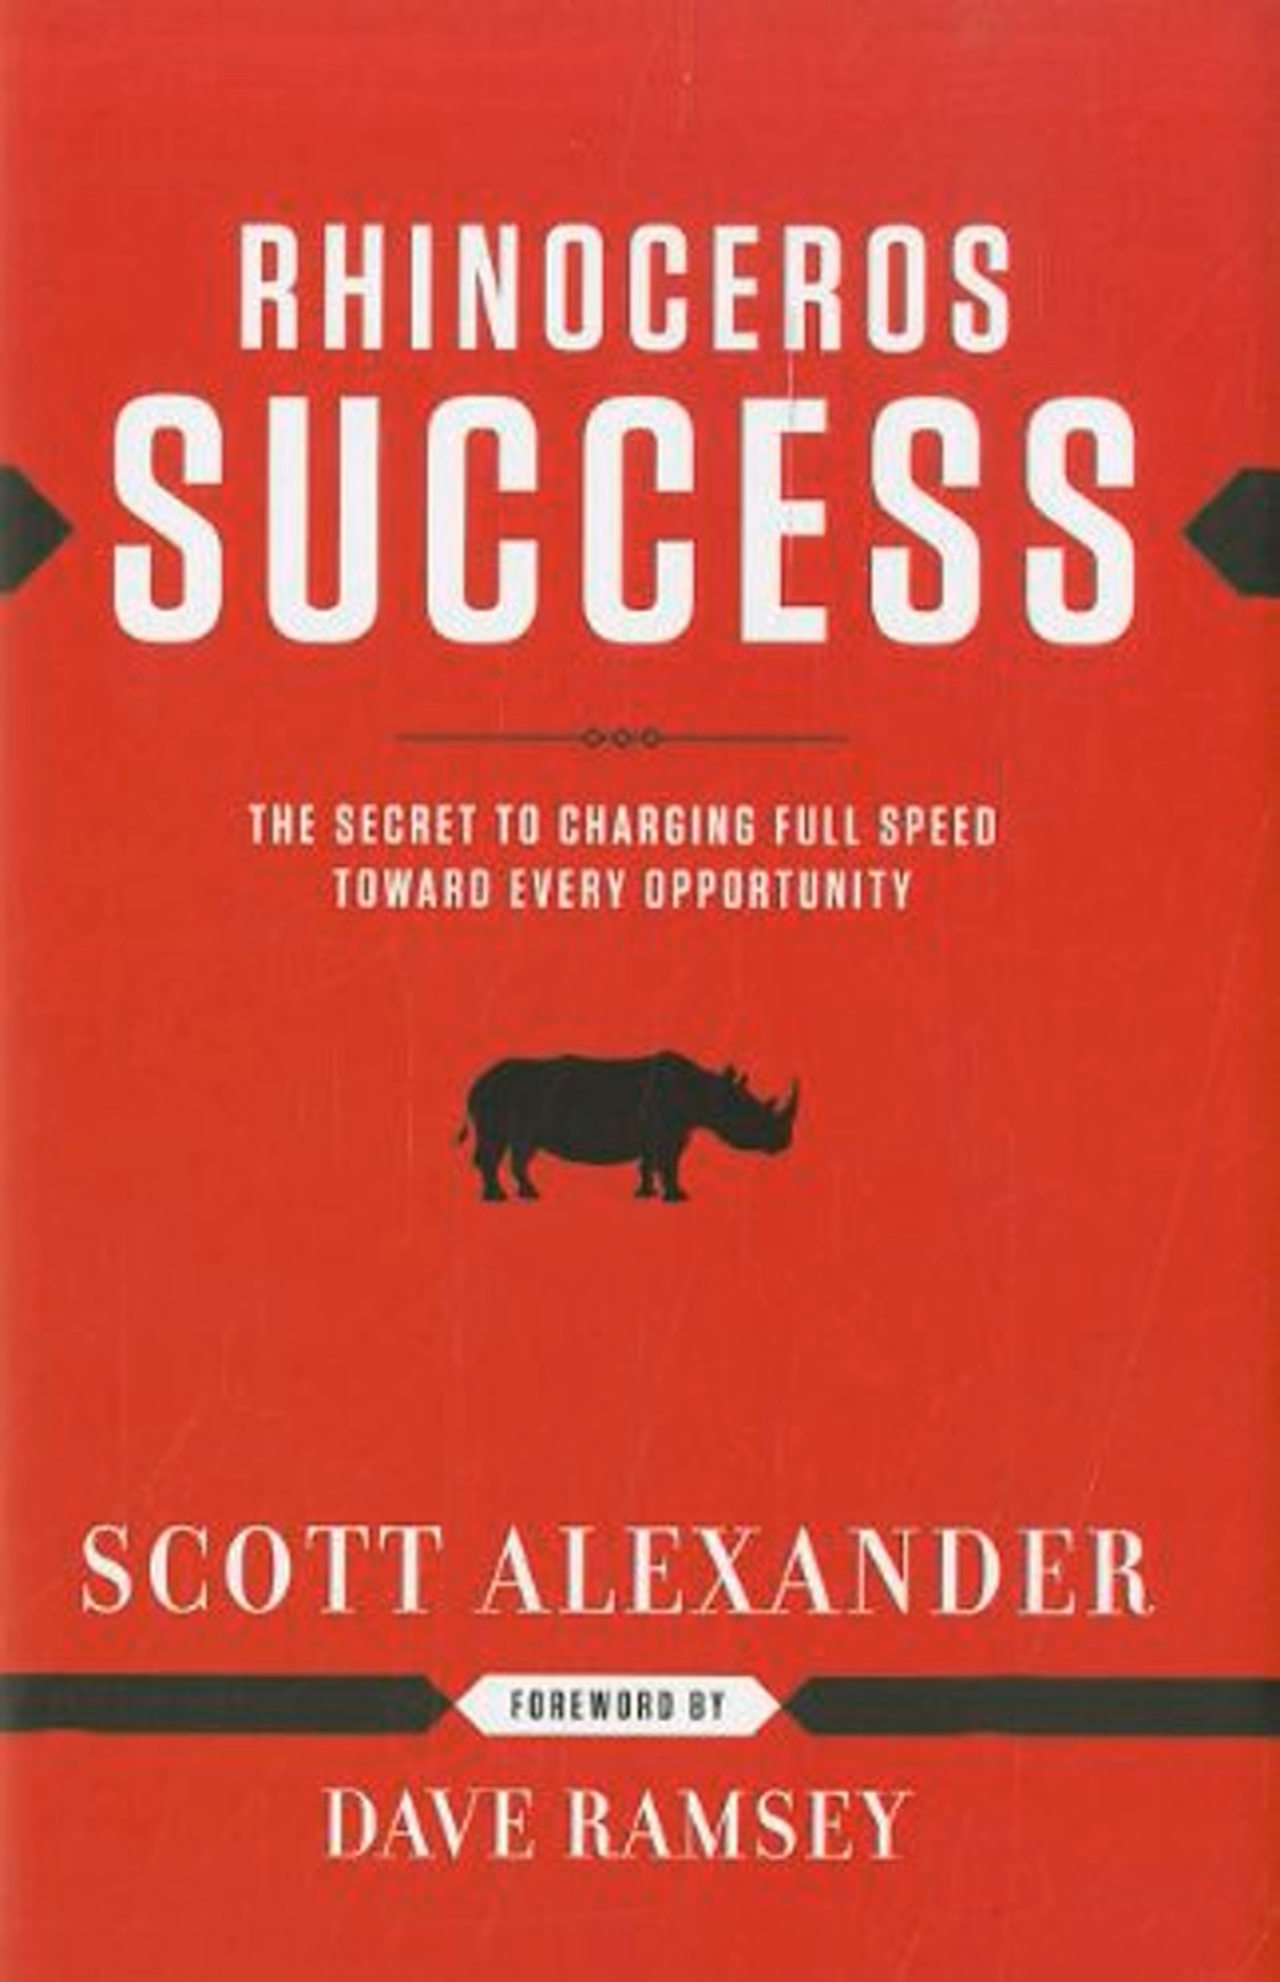 RHINOCEROS
SUCCESS
THE SECRET TO CHARGING FULL SPEED
TOWARD EVERY OPPORTUNITY
SCOTT ALEXANDER
FOREWORD BY
DAVE RAMSEY